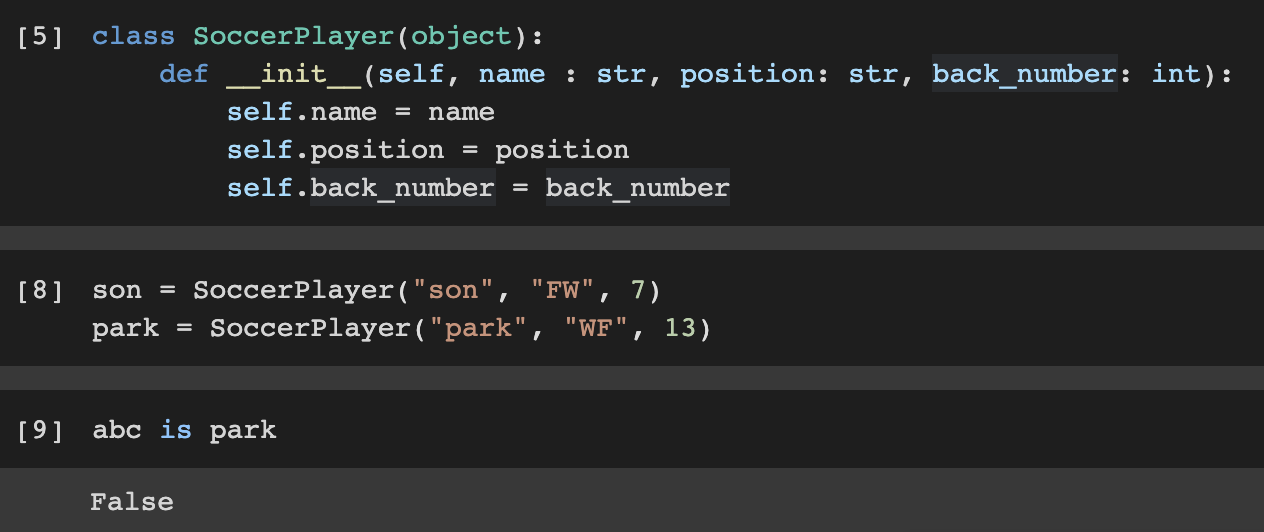 [5] class SoccerPlayer(object):
def __init__(self, name : str, position: str, back_number: int):
self.name = name
self.position = position
self.back_number = back_number
[8] son = SoccerPlayer("son", "FW", 7)
park = SoccerPlayer("park", "WF", 13)
[9] abc is park
False